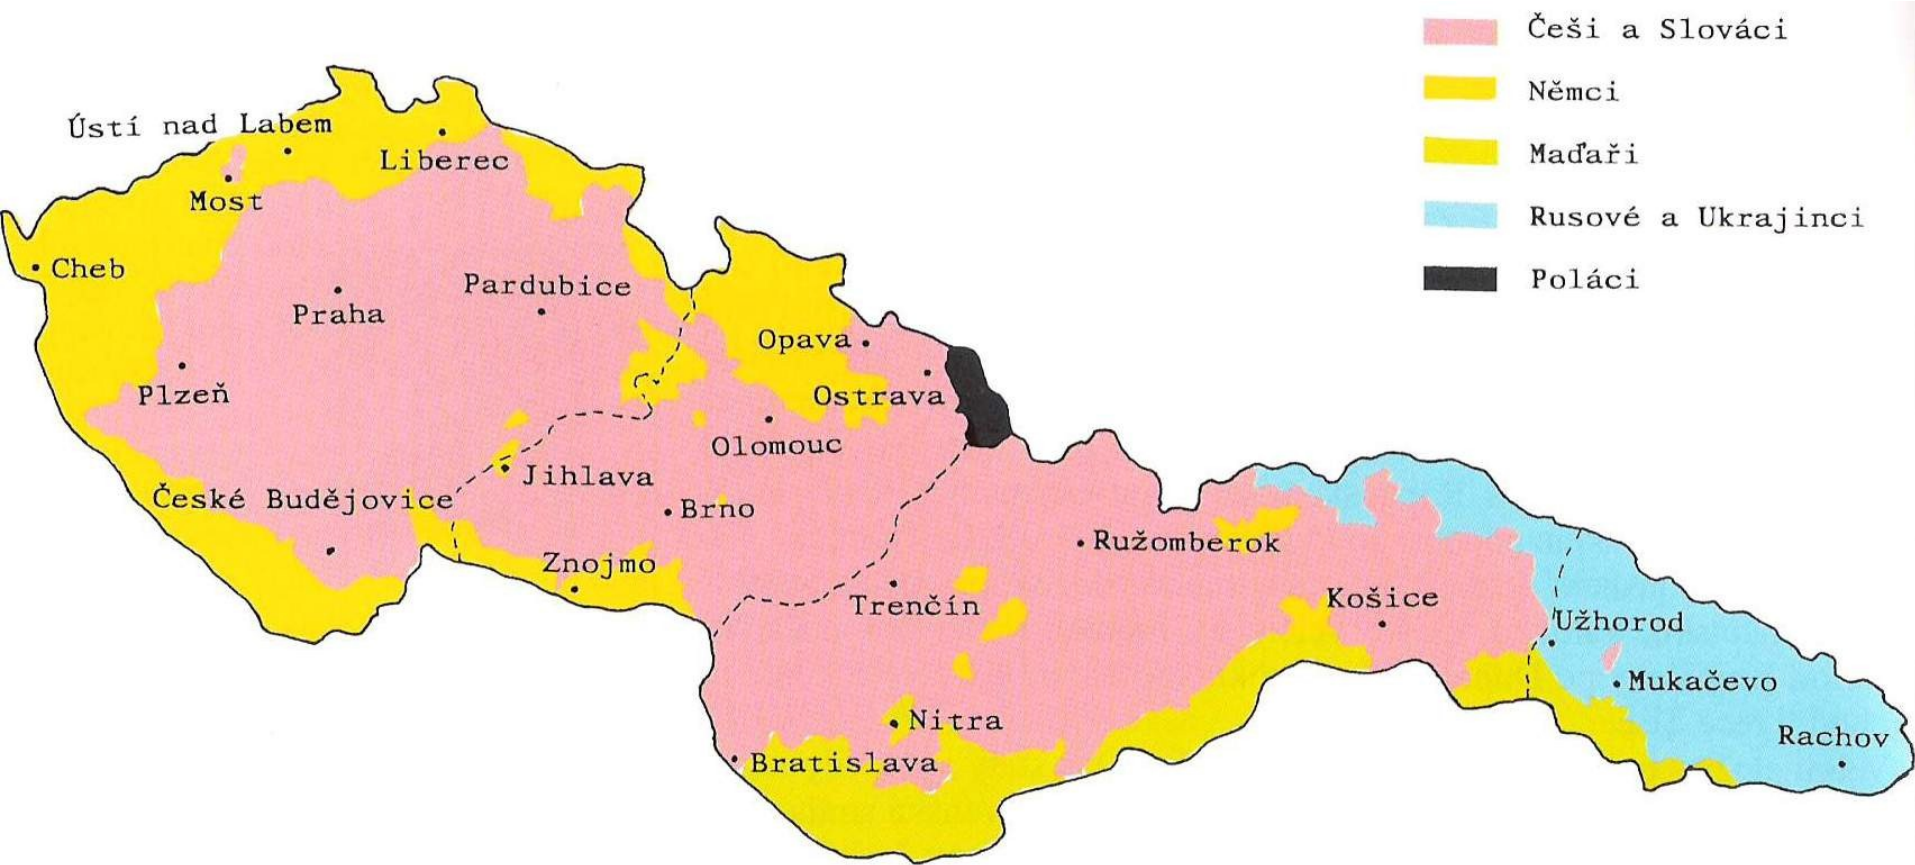 Češi a Slováci
Němci
Maďaři
Rusové a Ukrajinci
Poláci
Ústí nad Labem
Liberec
Most
Cheb
Pardubice
Praha
Opava
Plzeň
Ostrava
Olomouc
Jihlava
České Budějovice
Brno
Ružomberok
Znojmo
Trenčín
Košice
Užhorod
Mukačevo
Nitra
Rachov
Bratislava